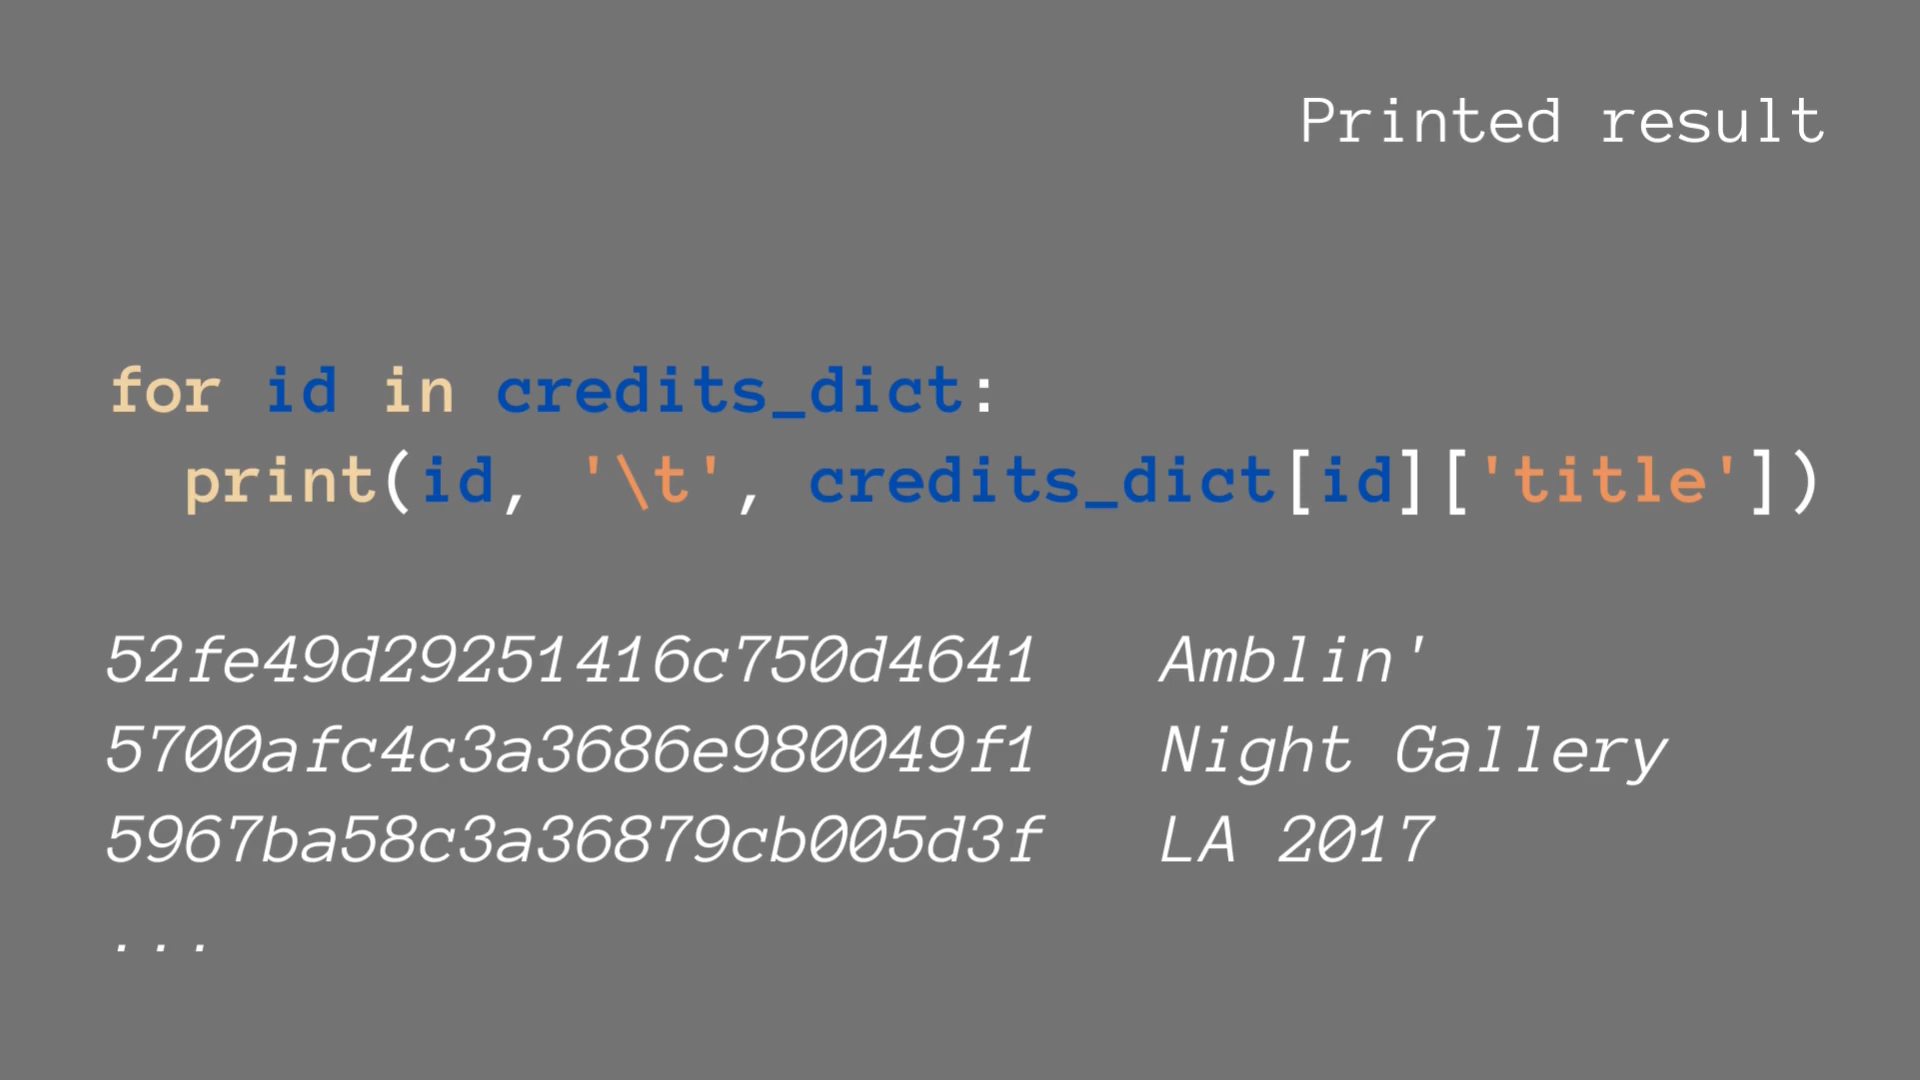 Printed result
for id in credits_dict:
  print(id, '\t', credits_dict[id]['title'])
52fe49d29251416c750d4641   Amblin'
5700afc4c3a3686e980049f1   Night Gallery
5967ba58c3a36879cb005d3f   LA 2017
...